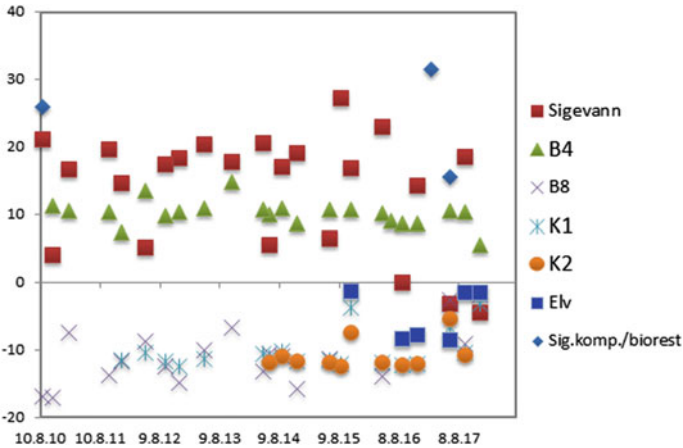 40
30
20
10
0
-10
-20
10.8.10 10.8.11 9.8.12 9.8.13 9.8.14 9.8.15 8.8.16 8.8.17
Sigevann
B4
B8
K1
K2
Elv
Sig.komp./biorest